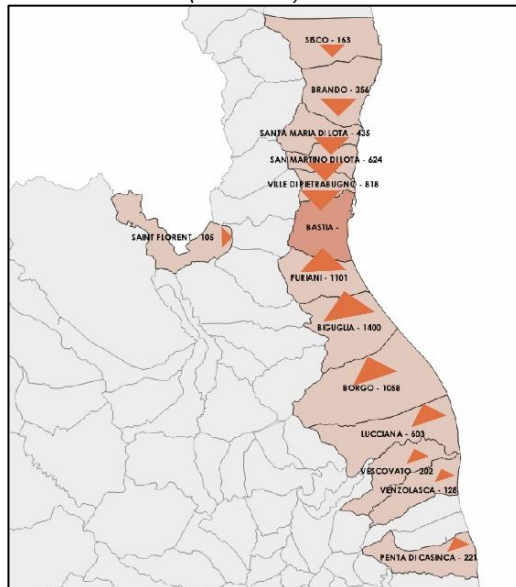 SISCO - 163
BRANDO - 356
SANTA MARIA DI LOTA - 435
SAN MARTINO DI LOTA - 624
VILLE DI PIETRABUGNO - 818
BASTIA -
SAINT FLORENT - 105
FURIANI - 1101
BIGUGLIA - 1400
BORGO - 1058
LUCCIANA - 603
VESCOVATO - 202
VENZOLASCA - 128
PENTA DI CASINCA - 221